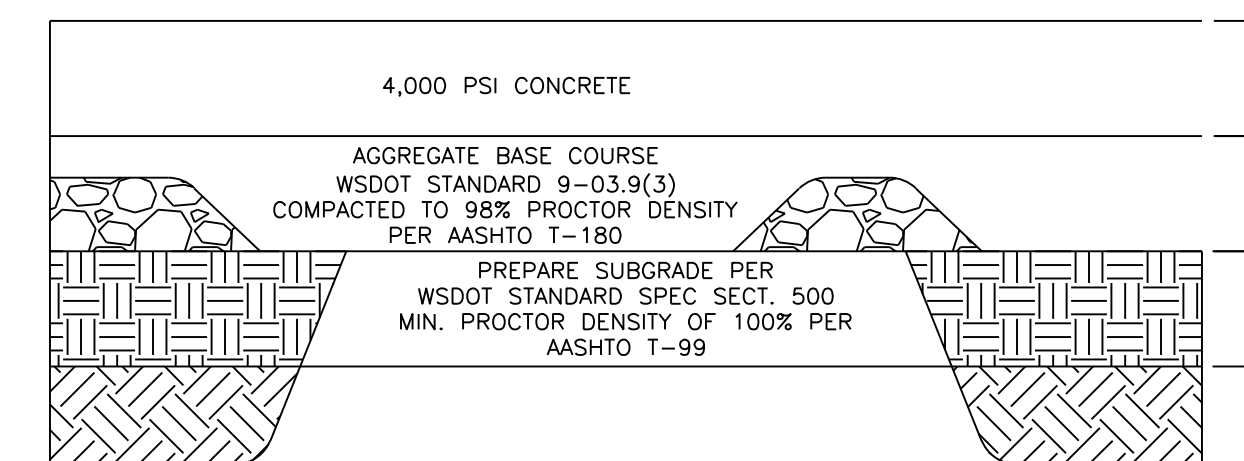 4,000 PSI CONCRETE
AGGREGATE BASE COURSE
WSDOT STANDARD 9-03.9(3)
COMPACTED TO 98% PROCTOR DENSITY
PER AASHTO T-180
PREPARE SUBGRADE PER
WSDOT STANDARD SPEC SECT. 500
MIN. PROCTOR DENSITY OF 100% PER
AASHTO T-99